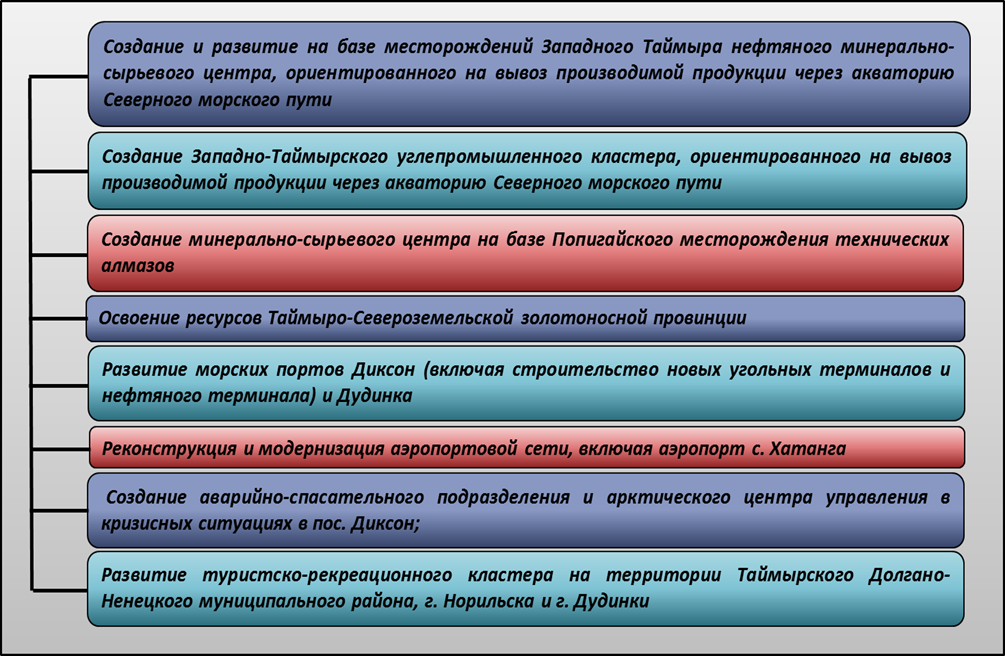 Создание и развитие на базе месторождений Западного Таймыра нефтяного минерально-
сырьевого центра, ориентированного на вывоз производимой продукции через акваторию
Северного морского пути
Создание Западно-Таймырского углепромышленного кластера, ориентированного на вывоз
производимой продукции через акваторию Северного морского пути
Создание минерально-сырьевого центра на базе Попигайского месторождения технических
алмазов
Освоение ресурсов Таймыро-Североземельской золотоносной провинции
Развитие морских портов Диксон (включая строительство новых угольных терминалов и
нефтяного терминала) и Дудинка
Реконструкция и модернизация аэропортовой сети, включая аэропорт с. Хатанга
Создание аварийно-спасательного подразделения и арктического центра управления в
кризисных ситуациях в пос. Диксон;
Развитие туристско-рекреационного кластера на территории Таймырского Долгано-
Ненецкого муниципального района, г. Норильска и г. Дудинки